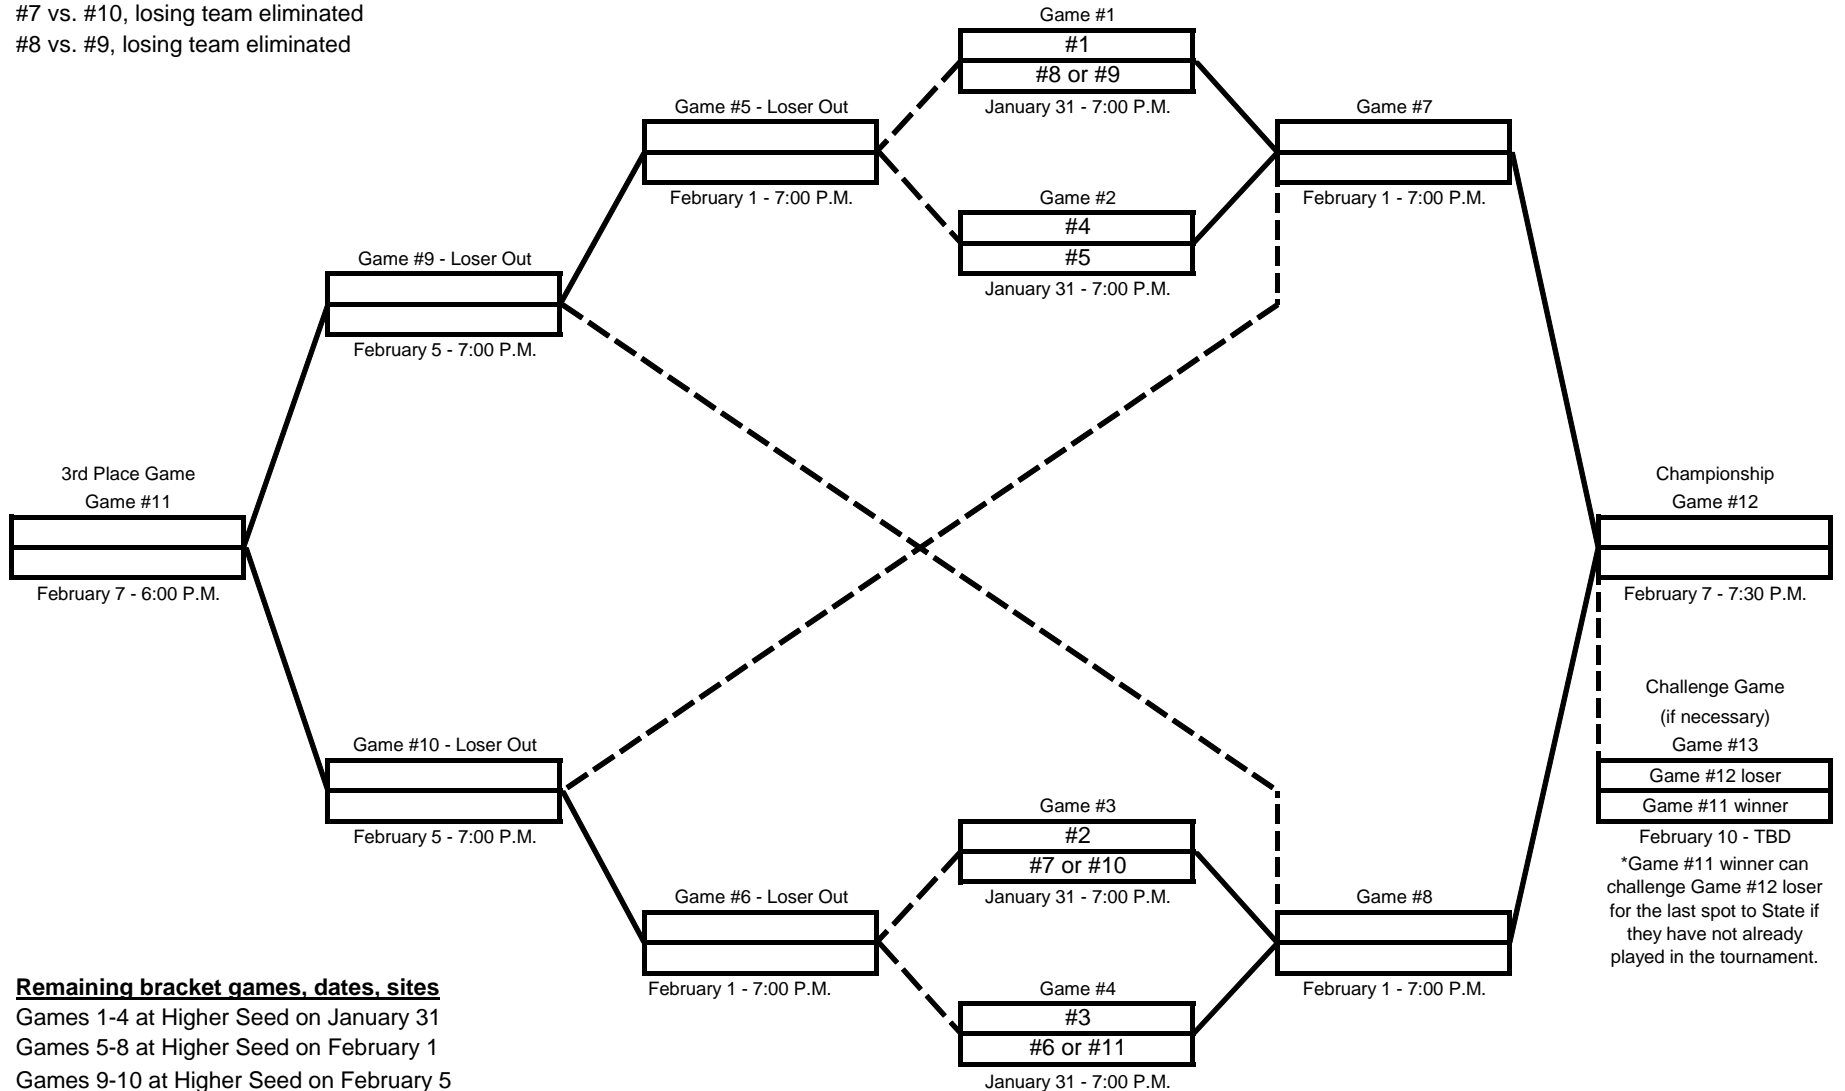 #7 vs. #10, losing team eliminated
#8 vs. #9, losing team eliminated
Game #1
#1
#8 or #9
January 31 - 7:00 P.M.
Game #5 - Loser Out
February 1 - 7:00 P.M.
Game #7
February 1 - 7:00 P.M.
Game #2
#4
#5
January 31 - 7:00 P.M.
Game #9 - Loser Out
February 5 - 7:00 P.M.
3rd Place Game
Game #11
February 7 - 6:00 P.M.
Championship
Game #12
February 7 - 7:30 P.M.
Challenge Game
(if necessary)
Game #13
Game #12 loser
Game #11 winner
February 10 - TBD
*Game #11 winner can
challenge Game #12 loser
for the last spot to State if
they have not already
played in the tournament.
Game #10 - Loser Out
February 5 - 7:00 P.M.
Game #3
#2
#7 or #10
January 31 - 7:00 P.M.
Game #6 - Loser Out
February 1 - 7:00 P.M.
Game #8
February 1 - 7:00 P.M.
Game #4
#3
#6 or #11
January 31 - 7:00 P.M.
Remaining bracket games, dates, sites
Games 1-4 at Higher Seed on January 31
Games 5-8 at Higher Seed on February 1
Games 9-10 at Higher Seed on February 5